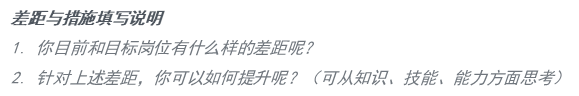 差距与措施填写说明
1. 你目前和目标岗位有什么样的差距呢？
2. 针对上述差距，你可以如何提升呢？（可从知识、技能、能力方面思考）